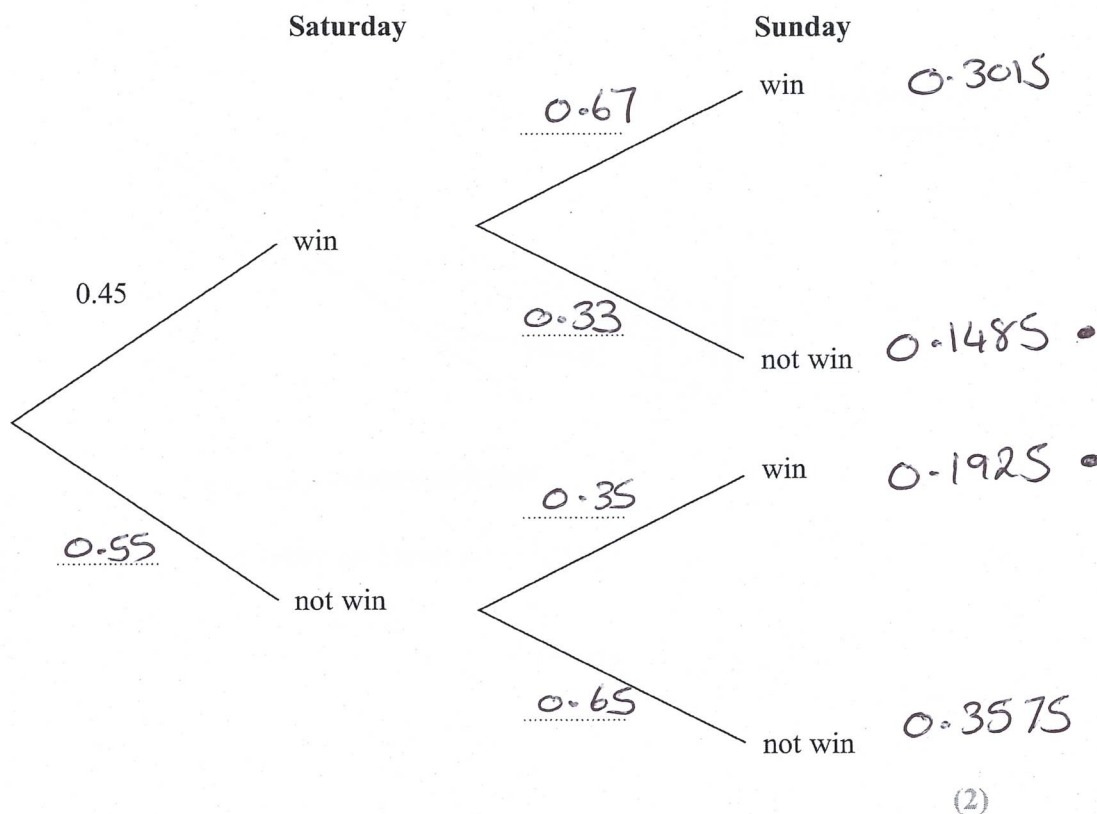 Saturday Sunday
win 0.3015
0.67
win
0.45
0.33
not win 0.1485
win 0.1925
0.35
0.55
not win
0.65
not win 0.3575
(2)